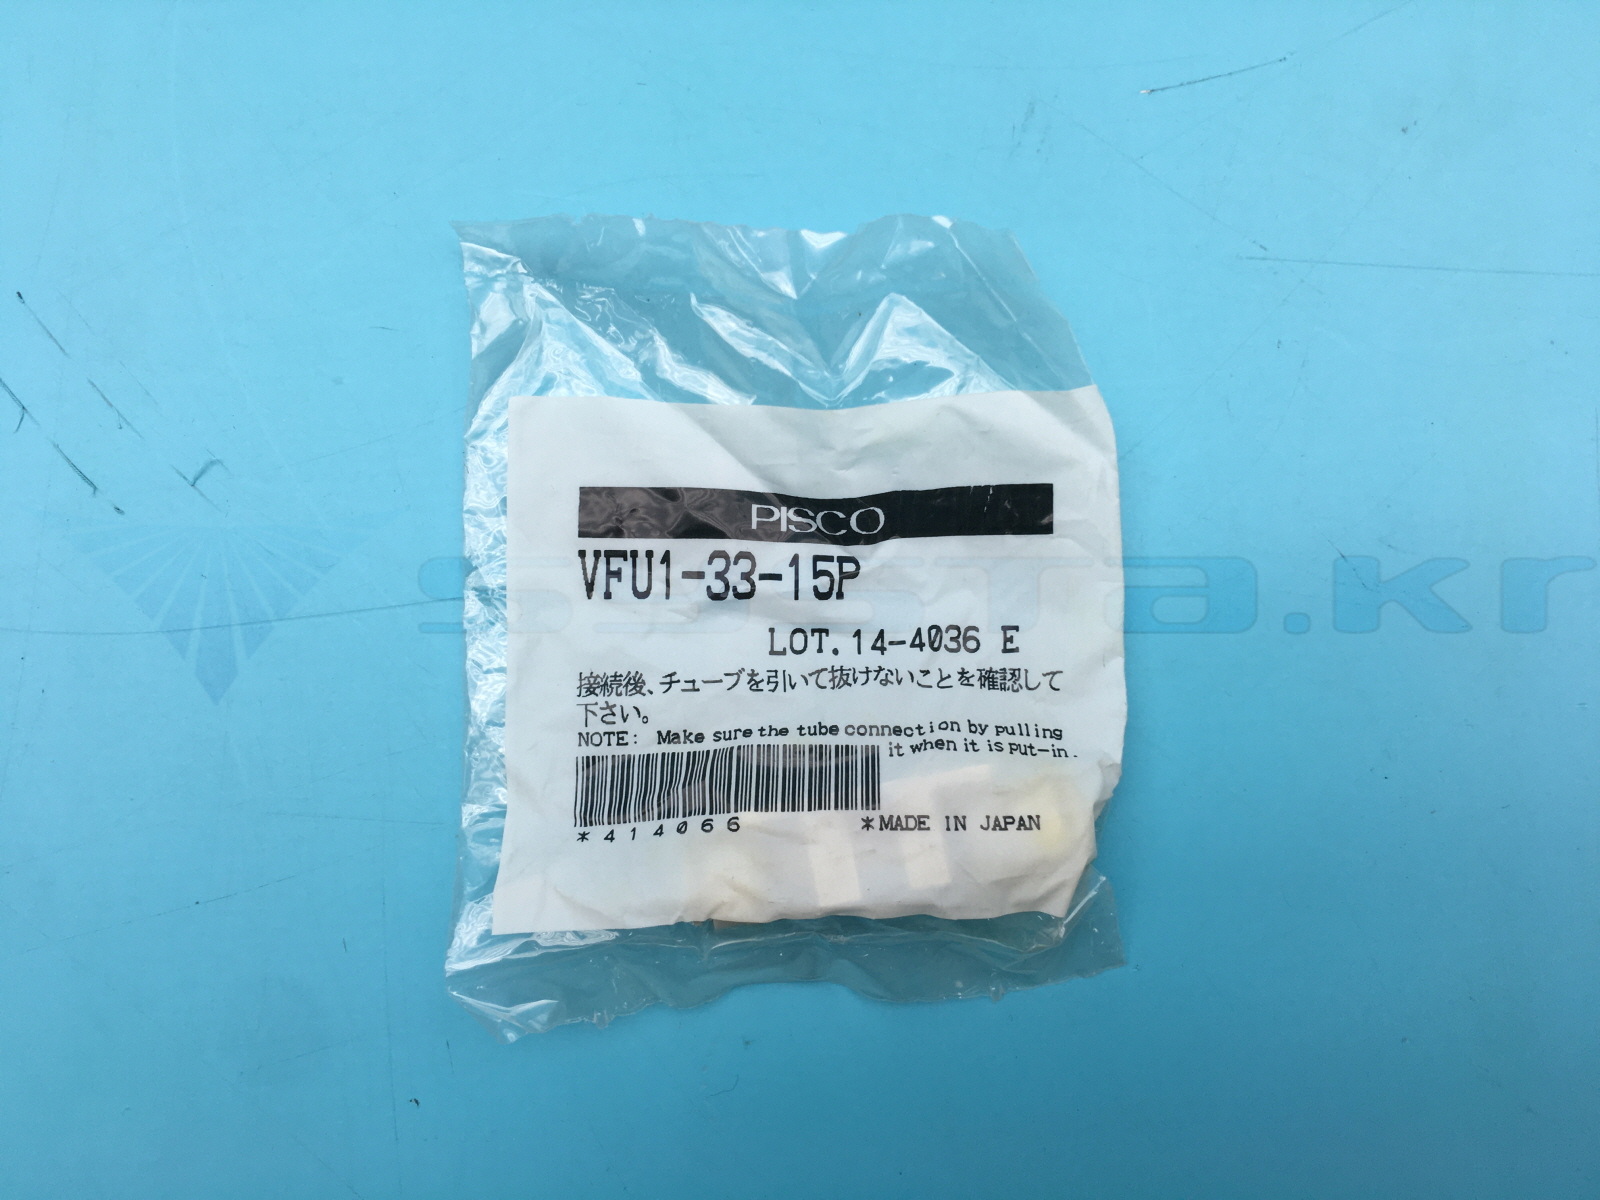 PISCO
VFU1-33-15P
LOT.14-4036 E
接続後、チューブを引いて抜けないことを確認して
下さい。
NOTE: Make sure the tube connection by pulling
it when it is put-in.
*414066
*MADE IN JAPAN